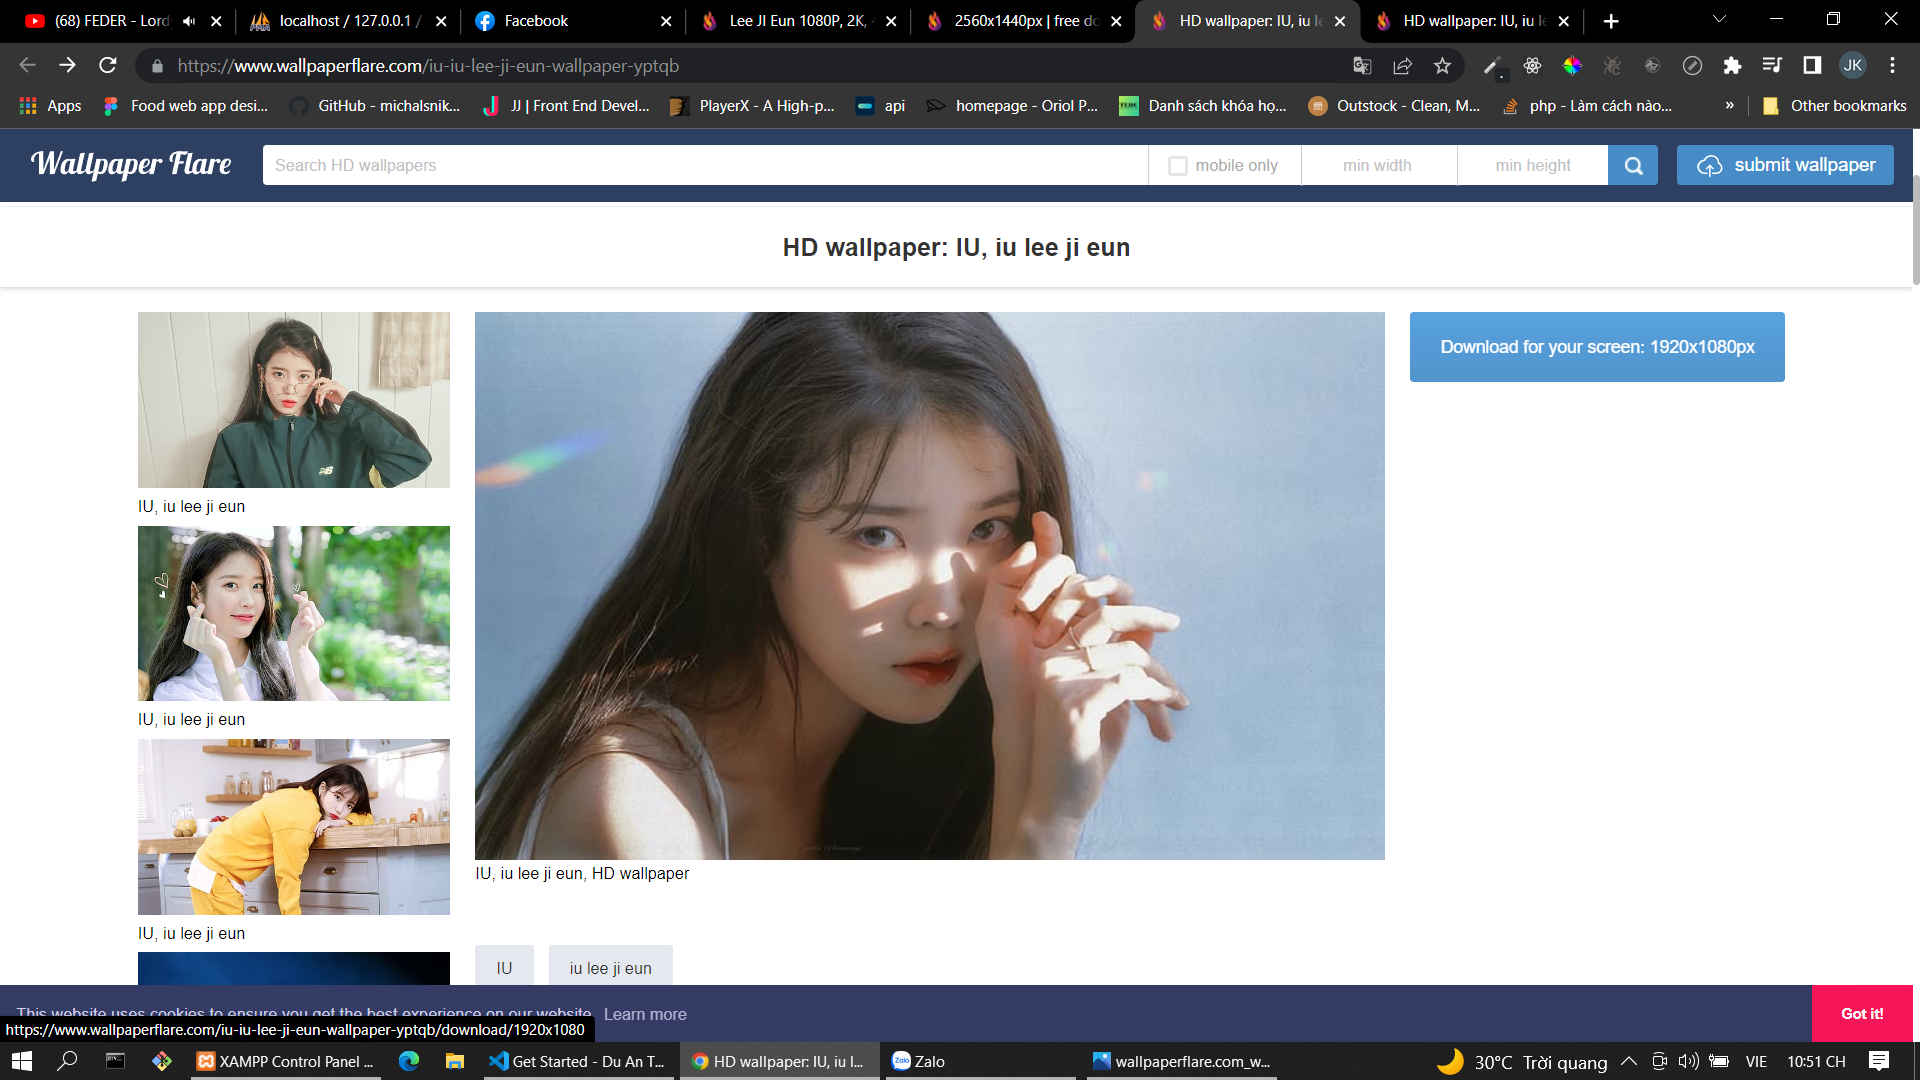 (68) FEDER - Lord
localhost / 127.0.0.1 /
Facebook
Lee JI Eun 1080P, 2K,
2560x1440px | free do
HD wallpaper: IU, iu le
HD wallpaper: IU, iu le
https://www.wallpaperflare.com/iu-iu-lee-ji-eun-wallpaper-yptqb
JK
Apps
Food web app desi...
GitHub - michalsnik...
JJ | Front End Devel...
PlayerX - A High-p...
api
homepage - Oriol P...
Danh sách khóa họ...
Outstock - Clean, M...
php - Làm cách nào...
»
Other bookmarks
Wallpaper Flare
Search HD wallpapers
mobile only
min width
min height
submit wallpaper
HD wallpaper: IU, iu lee ji eun
IU, iu lee ji eun
IU, iu lee ji eun
IU, iu lee ji eun
Download for your screen: 1920x1080px
IU, iu lee ji eun, HD wallpaper
IU
iu lee ji eun
This website uses cookies to ensure you get the best experience on our website. Learn more
Got it!
https://www.wallpaperflare.com/iu-iu-lee-ji-eun-wallpaper-yptqb/download/1920x1080
XAMPP Control Panel ...
Get Started - Du An T...
HD wallpaper: IU, iu l...
Zalo
wallpaperflare.com_w...
30°C Trời quang
VIE
10:51 CH